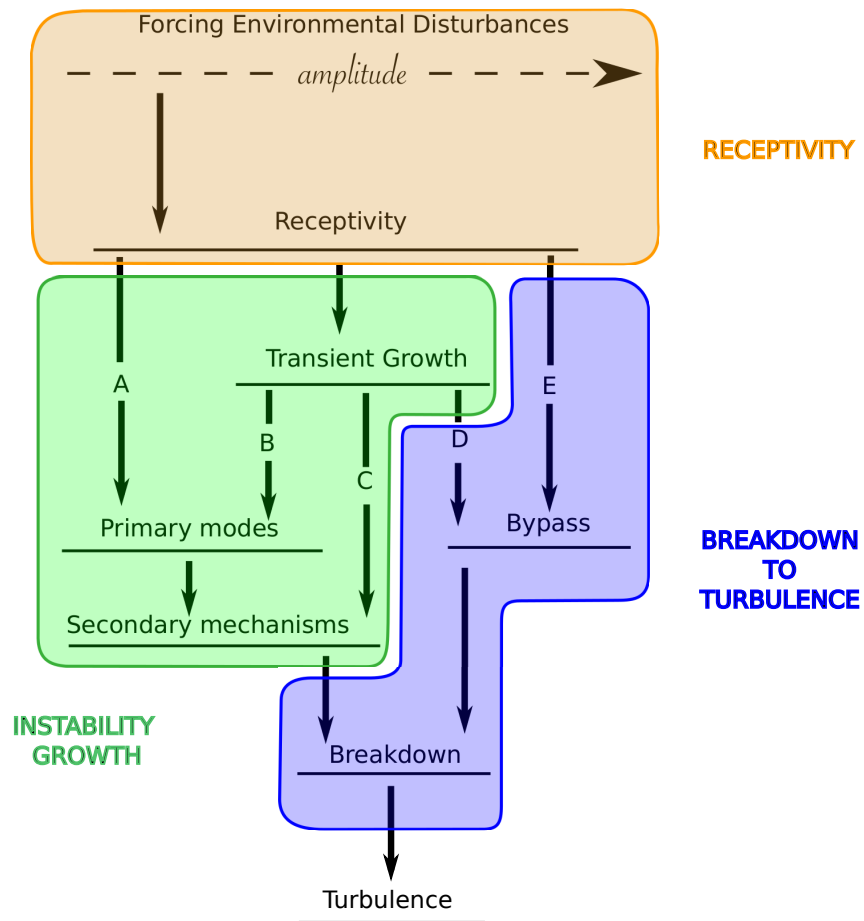 Forcing Environmental Disturbances
amplitude
RECEPTIVITY
Receptivity
Transient Growth
A
E
B
D
C
Primary modes
Bypass
BREAKDOWN
TO
TURBULENCE
Secondary mechanisms
INSTABILITY
GROWTH
Breakdown
Turbulence